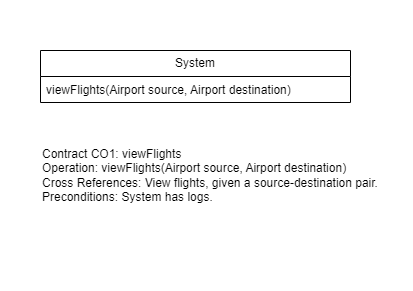 System
viewFlights(Airport source, Airport destination)
Contract CO1: viewFlights
Operation: viewFlights(Airport source, Airport destination)
Cross References: View flights, given a source-destination pair.
Preconditions: System has logs.